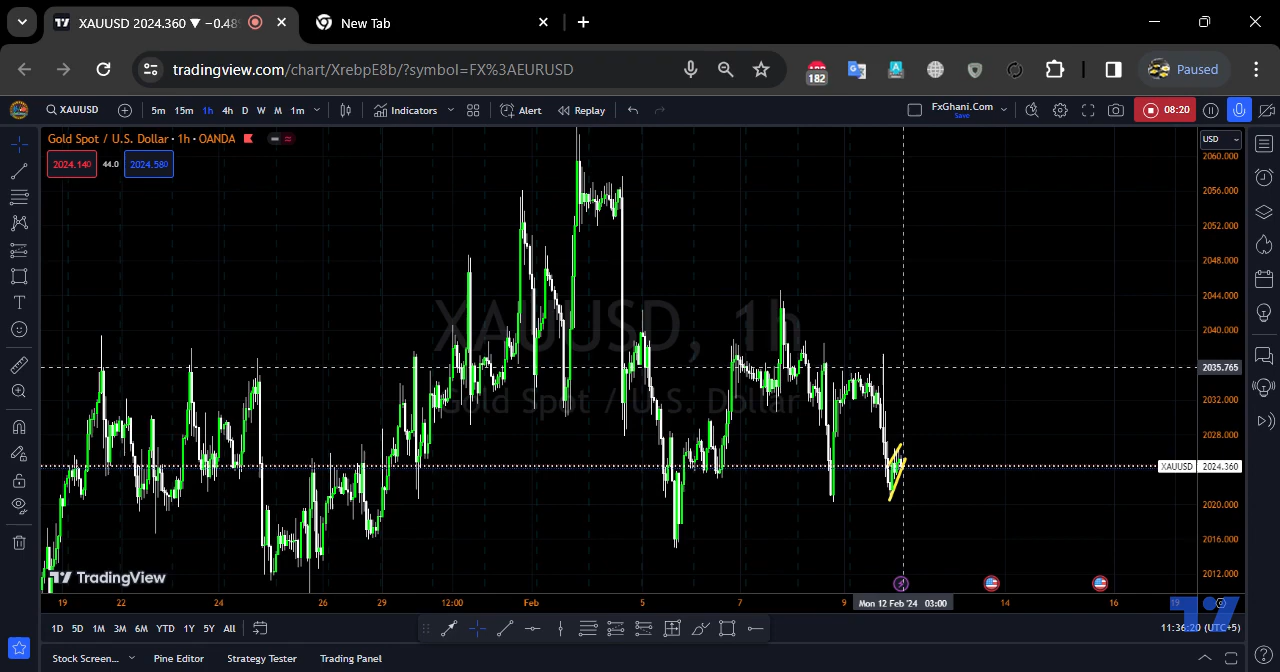 XAUUSD 2024.360 ▼ −0.48
New Tab
tradingview.com/chart/XrebpE8b/?symbol=FX%3AEURUSD
182
Paused
XAUUSD
5m 15m 1h 4h D W M 1m
Indicators
Alert
Replay
FxGhani.Com
Save
08:20
Gold Spot / U.S. Dollar · 1h · OANDA
USD
2024.140 44.0 2024.580
2060.000
2056.000
2052.000
2048.000
2044.000
2040.000
2035.765
2032.000
2028.000
XAUUSD 2024.360
2020.000
2016.000
2012.000
XAUUSD, 1h
Gold Spot / U.S. Dollar
TradingView
19 22 24 26 29 12:00 Feb 5 7 9 Mon 12 Feb '24 03:00 14 16 19
1D 5D 1M 3M 6M YTD 1Y 5Y All
11:36:20 (UTC+5)
Stock Screen... Pine Editor Strategy Tester Trading Panel